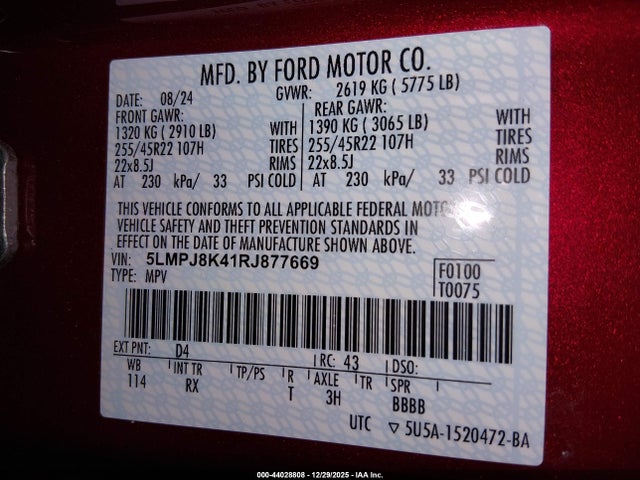 MFD. BY FORD MOTOR CO.
DATE: 08/24 GVWR: 2619 KG ( 5775 LB)
FRONT GAWR: REAR GAWR:
1320 KG ( 2910 LB) WITH 1390 KG ( 3065 LB) WITH
255/45R22 107H TIRES 255/45R22 107H TIRES
22x8.5J RIMS 22x8.5J RIMS
AT 230 kPa/ 33 PSI COLD AT 230 kPa/ 33 PSI COLD
THIS VEHICLE CONFORMS TO ALL APPLICABLE FEDERAL
SAFETY AND THEFT PREVENTION STANDARDS IN
EFFECT ON THE DATE OF MANUFACTURE SHOWN ABOVE.
VIN: 5LMPJ8K41RJ877669 F0100
TYPE: MPV T0075
EXT PNT: D4 RC: 43 DSO:
WB INT TR TP/PS R AXLE TR SPR
114 RX T 3H BBBB
UTC ▽ 5U5A-1520472-BA
000-44028808 - 12/29/2025 - IAA Inc.